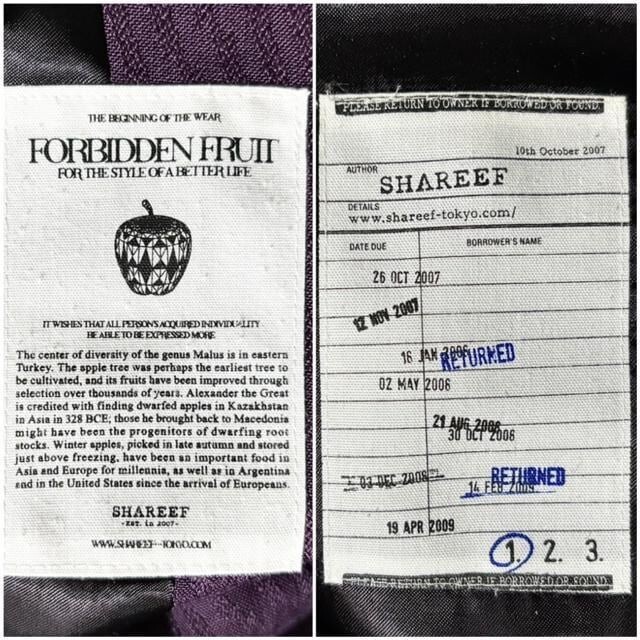 THE BEGINNING OF THE WEAR
FORBIDDEN FRUIT
FOR THE STYLE OF A BETTER LIFE
IT WISHES THAT ALL PERSON'S ACQUIRED INDIVIDUALITY
BE ABLE TO BE EXPRESSED MORE
The center of diversity of the genus Malus is in eastern
Turkey. The apple tree was perhaps the earliest tree to
be cultivated, and its fruits have been improved through
selection over thousands of years. Alexander the Great
is credited with finding dwarfed apples in Kazakhstan
in Asia in 328 BCE; those he brought back to Macedonia
might have been the progenitors of dwarfing root
stocks. Winter apples, picked in late autumn and stored
just above freezing, have been an important food in
Asia and Europe for millennia, as well as in Argentina
and in the United States since the arrival of Europeans.
SHAREEF
-EST. in 2007-
WWW.SHAREEF-TOKYO.COM
PLEASE RETURN TO OWNER IF BORROWED OR FOUND.
10th October 2007
AUTHOR
SHAREEF
DETAILS
www.shareef-tokyo.com/
DATE DUE
BORROWER'S NAME
26 OCT 2007
12 NOV 2007
16 JAN 2008
RETURNED
02 MAY 2008
21 AUG 2008
30 OCT 2008
03 DEC 2008
RETURNED
14 FEB 2009
19 APR 2009
1. 2. 3.
PLEASE RETURN TO OWNER IF BORROWED OR FOUND.